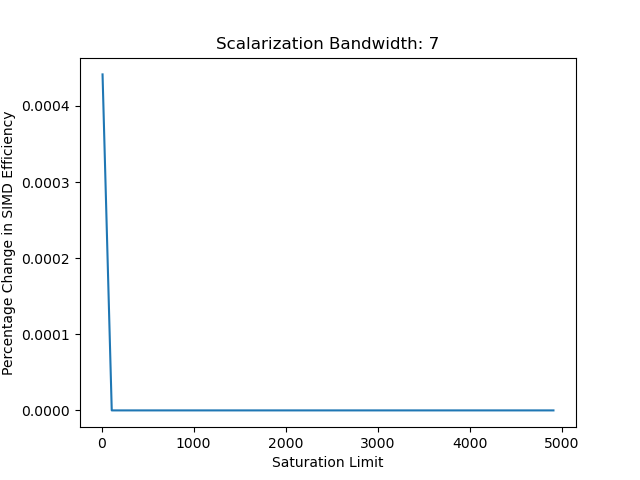 Scalarization Bandwidth: 7
Percentage Change in SIMD Efficiency
0.0004
0.0003
0.0002
0.0001
0.0000
0 1000 2000 3000 4000 5000
Saturation Limit